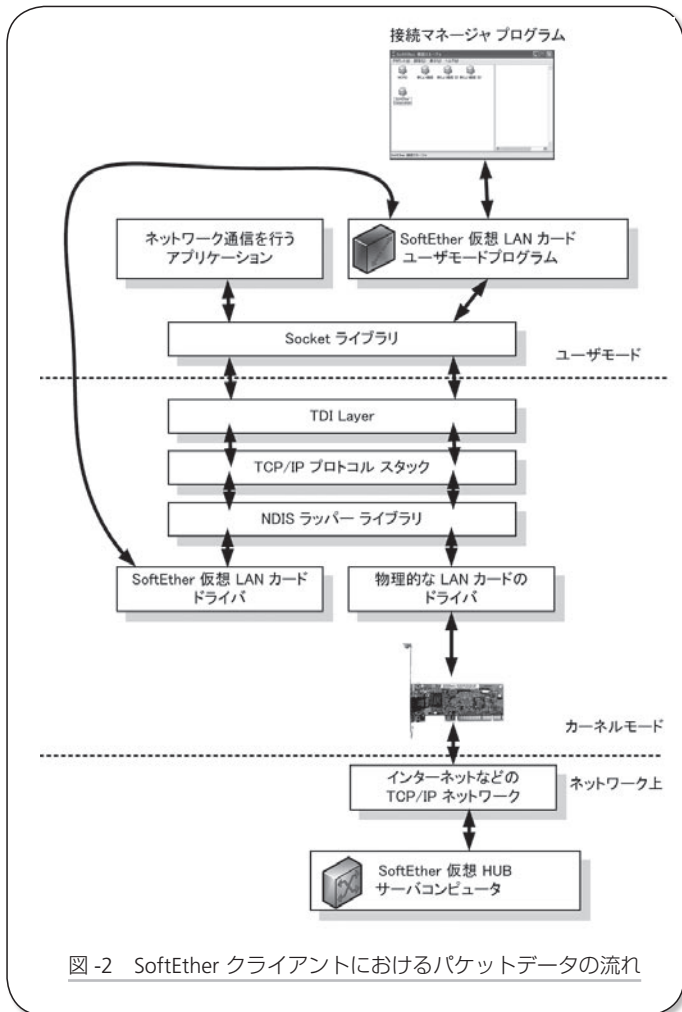 接続マネージャ プログラム
ネットワーク通信を行う
アプリケーション
SoftEther 仮想 LAN カード
ユーザモードプログラム
Socket ライブラリ
ユーザモード
TDI Layer
TCP/IP プロトコル スタック
NDIS ラッパー ライブラリ
SoftEther 仮想 LAN カード
ドライバ
物理的な LAN カードの
ドライバ
カーネルモード
インターネットなどの
TCP/IP ネットワーク
ネットワーク上
SoftEther 仮想 HUB
サーバコンピュータ
図 -2 SoftEther クライアントにおけるパケットデータの流れ